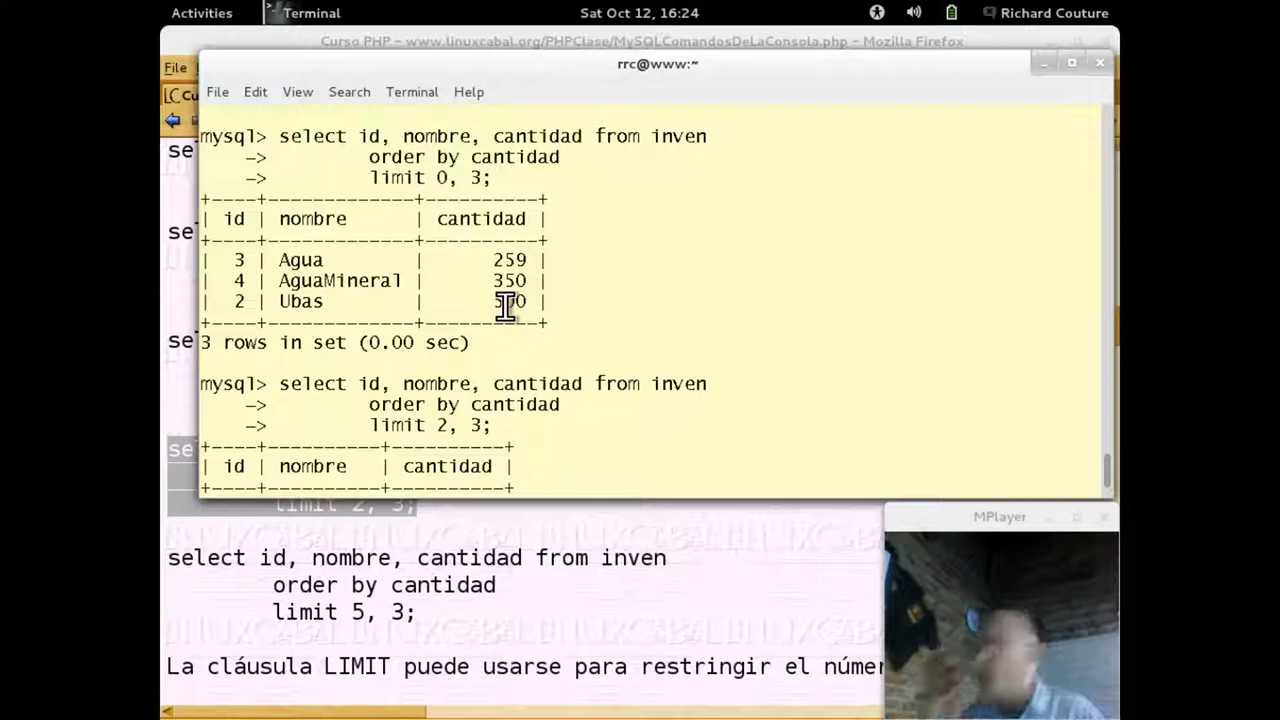 Activities Terminal Sat Oct 12, 16:24 Richard Couture
Curso PHP - www.linuxcabal.org/PHPClase/MySQLComandosDeLaConsola.php - Mozilla Firefox
File
rrc@www:~
File Edit View Search Terminal Help
mysql> select id, nombre, cantidad from inven
-> order by cantidad
-> limit 0, 3;
+----+-------------+----------+
| id | nombre | cantidad |
+----+-------------+----------+
| 3 | Agua | 259 |
| 4 | AguaMineral | 350 |
| 2 | Ubas |
+----+-------------+----------+
3 rows in set (0.00 sec)
mysql> select id, nombre, cantidad from inven
-> order by cantidad
-> limit 2, 3;
+----+----------+----------+
| id | nombre | cantidad |
+----+----------+----------+
limit 2, 3;
MPlayer
select id, nombre, cantidad from inven
order by cantidad
limit 5, 3;
La cláusula LIMIT puede usarse para restringir el númer